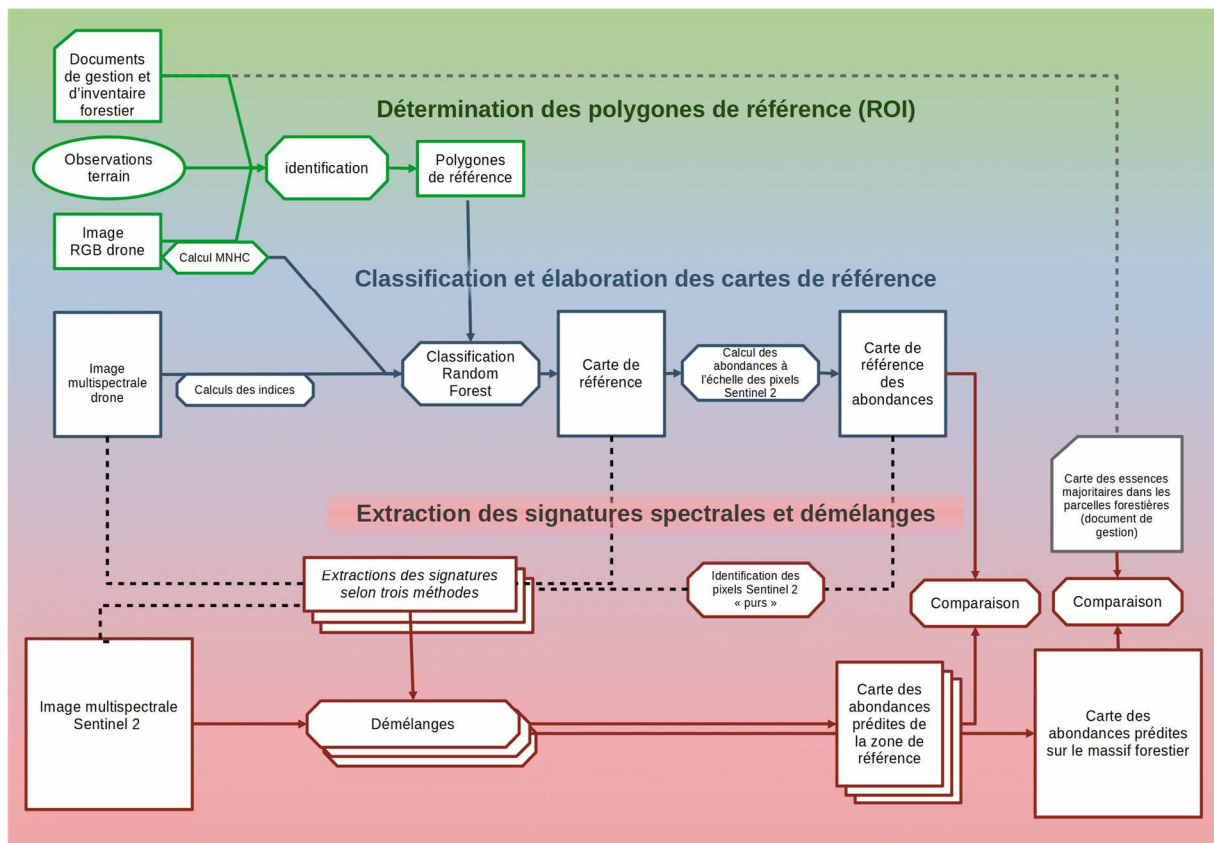 Documents
de gestion et
d'inventaire
forestier
Détermination des polygones de référence (ROI)
Observations
terrain
identification
Polygones
de référence
Image
RGB drone
Calcul MNHC
Classification et élaboration des cartes de référence
Image
multispectrale
drone
Calculs des indices
Classification
Random
Forest
Carte de
référence
Calcul des
abondances à
l'échelle des pixels
Sentinel 2
Carte de
référence
des
abondances
Carte des essences
majoritaires dans les
parcelles forestières
(document de
gestion)
Extraction des signatures spectrales et démélanges
Extractions des signatures
selon trois méthodes
Identification des
pixels Sentinel 2
« purs »
Comparaison
Comparaison
Image multispectrale
Sentinel 2
Démélanges
Carte des
abondances
prédites de
la zone de
référence
Carte des
abondances prédites
sur le massif forestier